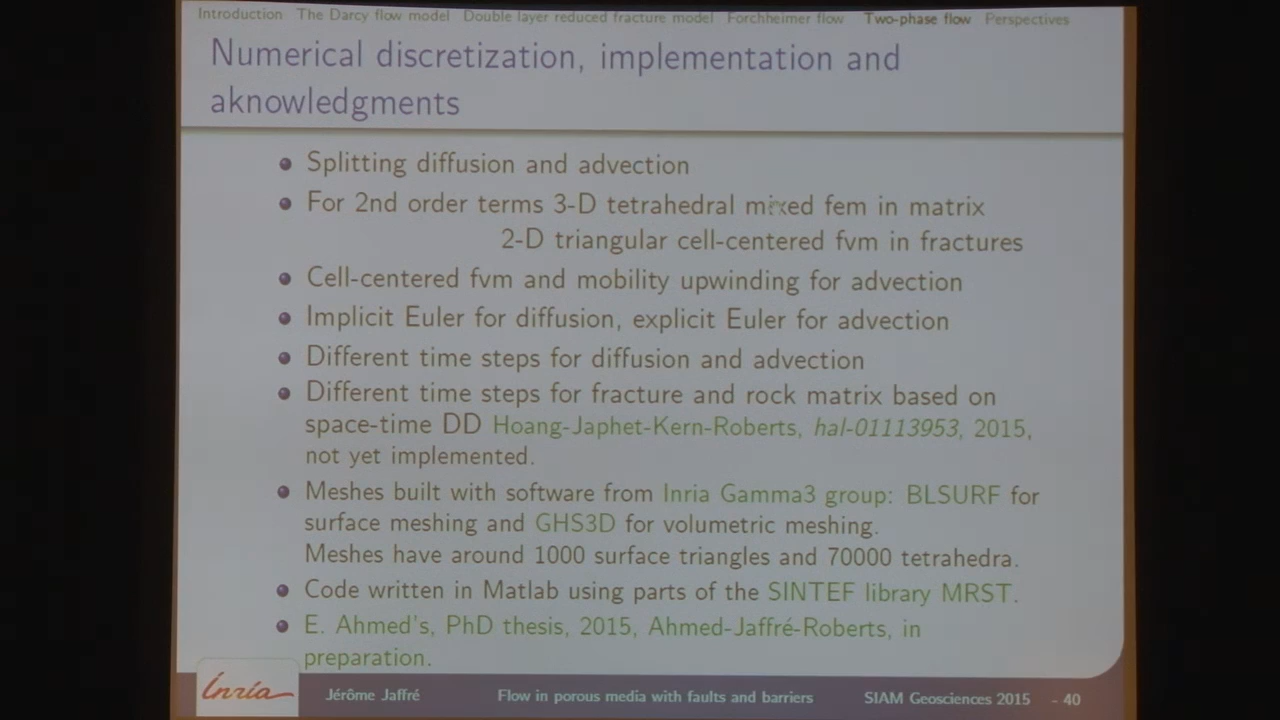 Introduction The Darcy flow model Double layer reduced fracture model Forchheimer flow Two-phase flow Perspectives
Numerical discretization, implementation and
aknowledgments
Splitting diffusion and advection
For 2nd order terms 3-D tetrahedral mixed fem in matrix
2-D triangular cell-centered fvm in fractures
Cell-centered fvm and mobility upwinding for advection
Implicit Euler for diffusion, explicit Euler for advection
Different time steps for diffusion and advection
Different time steps for fracture and rock matrix based on
space-time DD Hoang-Japhet-Kern-Roberts, hal-01113953, 2015,
not yet implemented.
Meshes built with software from Inria Gamma3 group: BLSURF for
surface meshing and GHS3D for volumetric meshing.
Meshes have around 1000 surface triangles and 70000 tetrahedra.
Code written in Matlab using parts of the SINTEF library MRST.
E. Ahmed's, PhD thesis, 2015, Ahmed-Jaffré-Roberts, in
preparation.
Inria Jérôme Jaffré Flow in porous media with faults and barriers SIAM Geosciences 2015 - 40